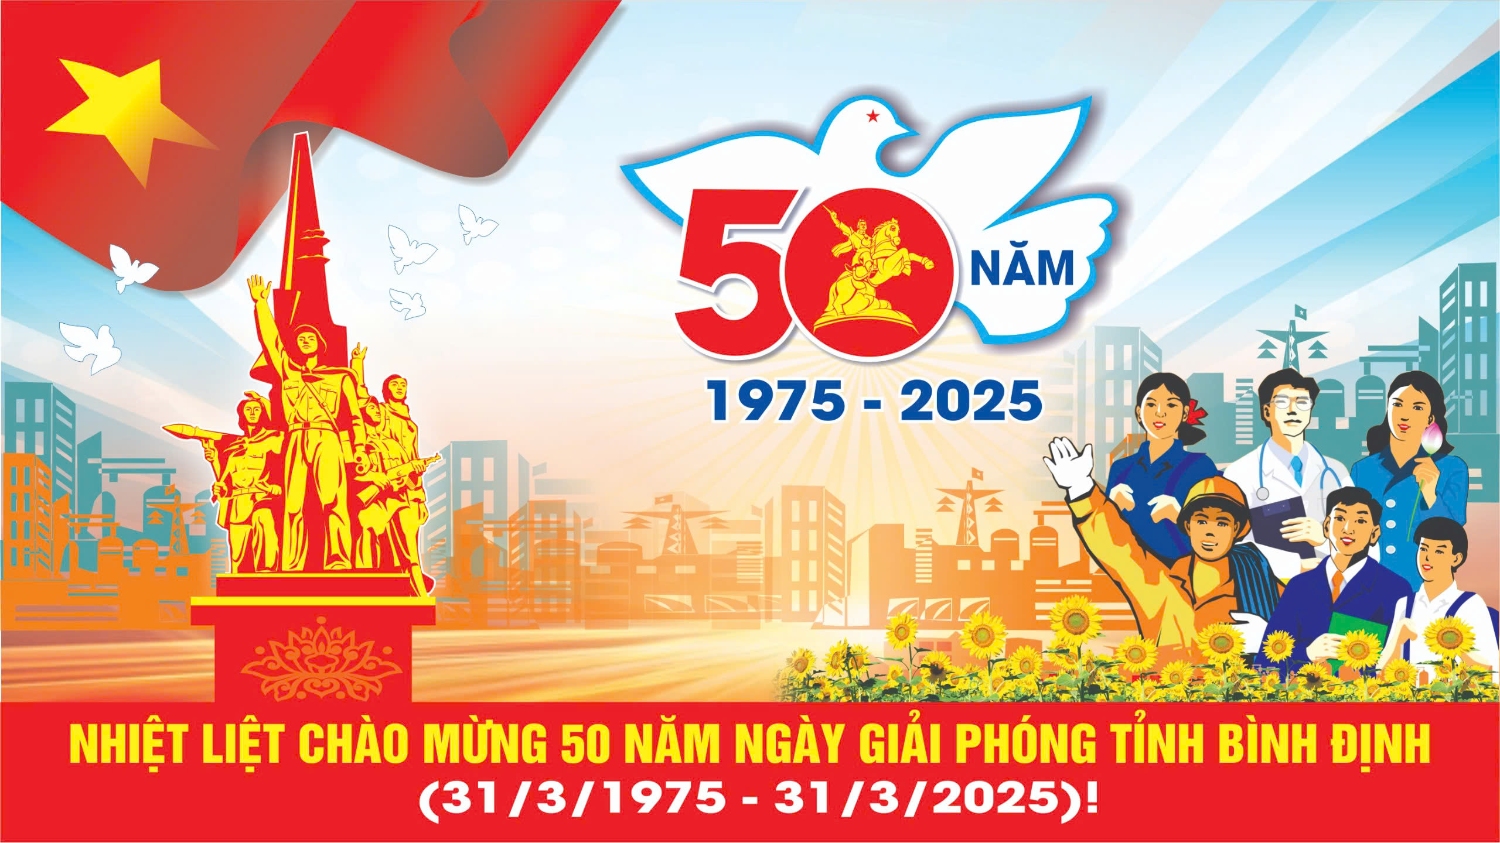 50 NĂM
1975 - 2025
NHIỆT LIỆT CHÀO MỪNG 50 NĂM NGÀY GIẢI PHÓNG TỈNH BÌNH ĐỊNH
(31/3/1975 - 31/3/2025)!